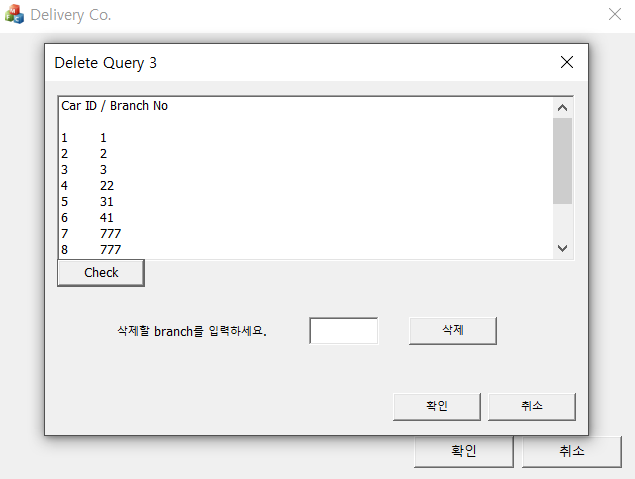 Delivery Co.
Delete Query 3
Car ID / Branch No
1 1
2 2
3 3
4 22
5 31
6 41
7 777
8 777
Check
삭제할 branch를 입력하세요. 삭제
확인 취소
확인 취소